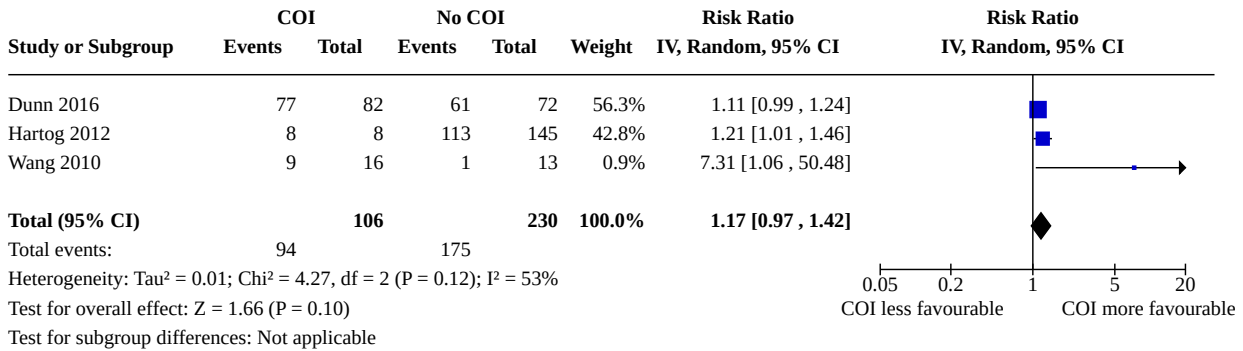 COI No COI Risk Ratio Risk Ratio
Study or Subgroup Events Total Events Total Weight IV, Random, 95% CI IV, Random, 95% CI
Dunn 2016 77 82 61 72 56.3% 1.11 [0.99 , 1.24]
Hartog 2012 8 8 113 145 42.8% 1.21 [1.01 , 1.46]
Wang 2010 9 16 1 13 0.9% 7.31 [1.06 , 50.48]
Total (95% CI) 106 230 100.0% 1.17 [0.97 , 1.42]
Total events: 94 175
Heterogeneity: Tau² = 0.01; Chi² = 4.27, df = 2 (P = 0.12); I² = 53%
0.05 0.2 1 5 20
Test for overall effect: Z = 1.66 (P = 0.10) COI less favourable COI more favourable
Test for subgroup differences: Not applicable